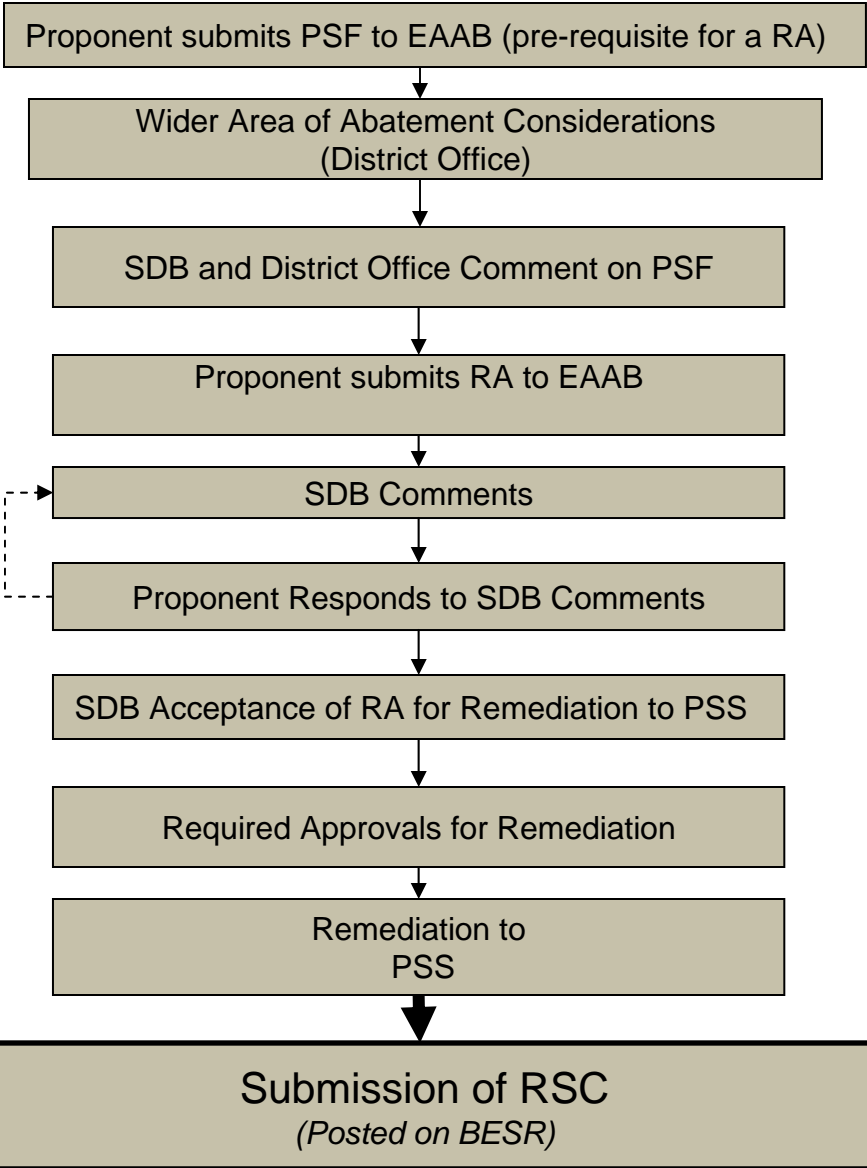 Proponent submits PSF to EAAB (pre-requisite for a RA)
Wider Area of Abatement Considerations
(District Office)
SDB and District Office Comment on PSF
Proponent submits RA to EAAB
SDB Comments
Proponent Responds to SDB Comments
SDB Acceptance of RA for Remediation to PSS
Required Approvals for Remediation
Remediation to
PSS
Submission of RSC
(Posted on BESR)